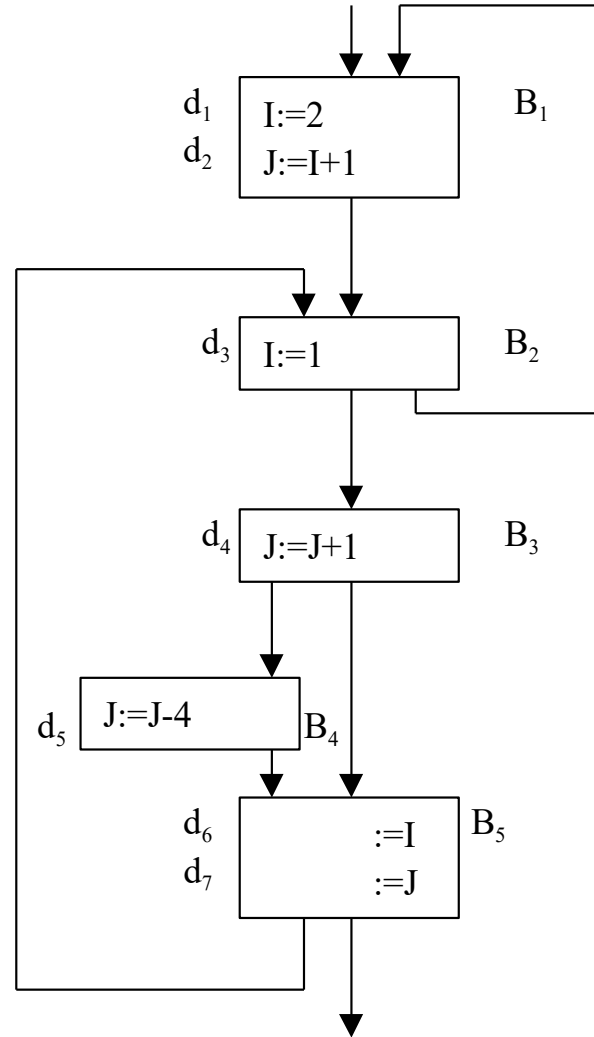 d₁ I:=2 B₁
d₂ J:=I+1
d₃ I:=1 B₂
d₄ J:=J+1 B₃
d₅ J:=J-4 B₄
d₆ :=I B₅
d₇ :=J